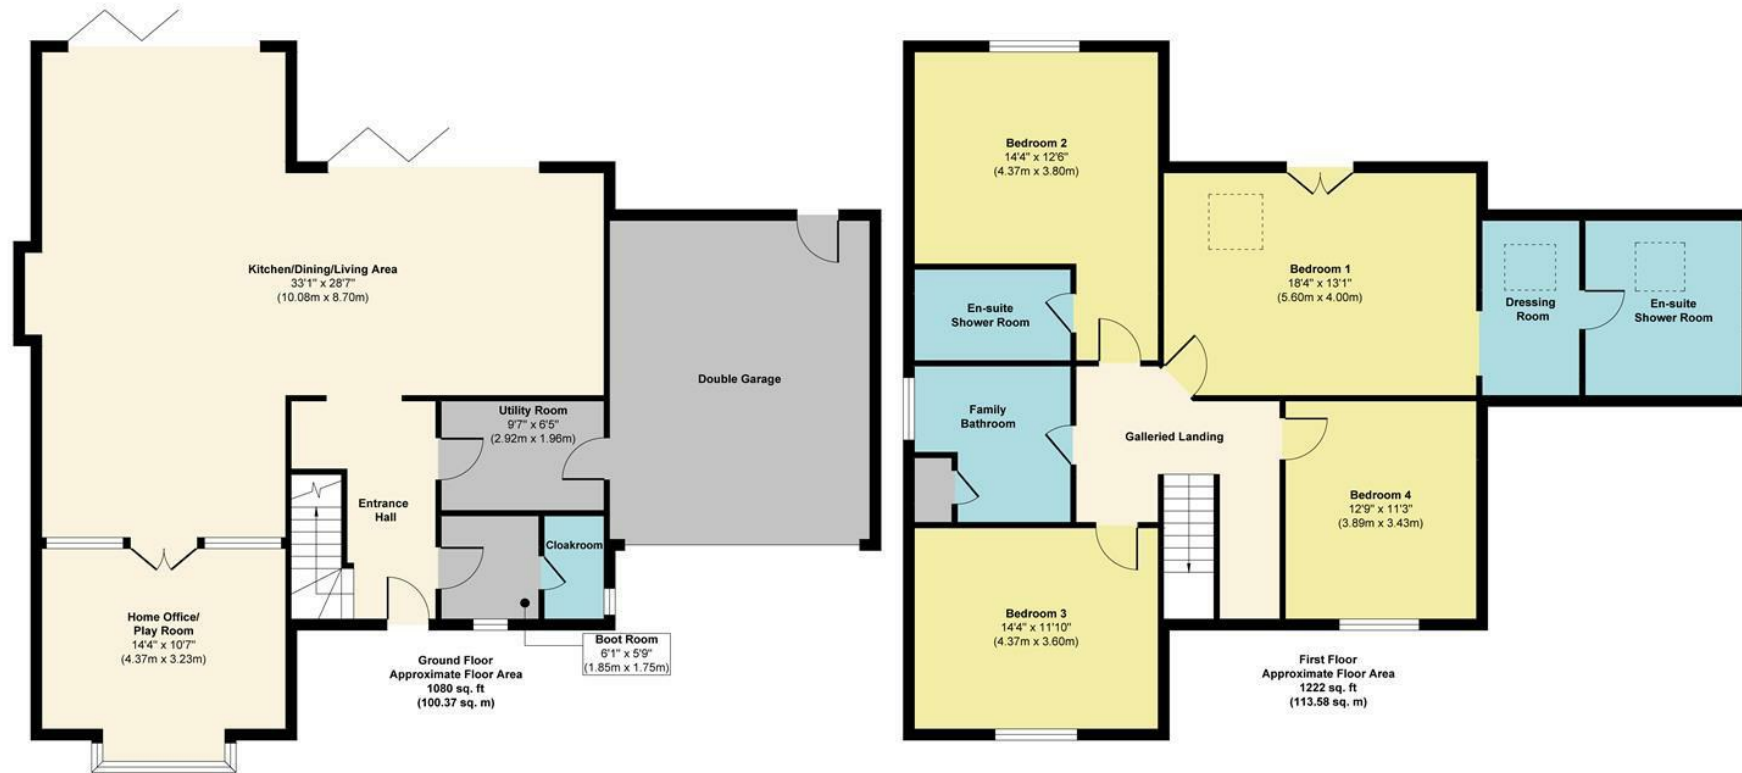 Kitchen/Dining/Living Area
33'1" x 28'7"
(10.08m x 8.70m)
Utility Room
9'7" x 6'5"
(2.92m x 1.96m)
Double Garage
Entrance
Hall
Cloakroom
Home Office/
Play Room
14'4" x 10'7"
(4.37m x 3.23m)
Boot Room
6'1" x 5'9"
(1.85m x 1.75m)
Ground Floor
Approximate Floor Area
1080 sq. ft
(100.37 sq. m)
Bedroom 2
14'4" x 12'6"
(4.37m x 3.80m)
Bedroom 1
18'4" x 13'1"
(5.60m x 4.00m)
Dressing
Room
En-suite
Shower Room
En-suite
Shower Room
Family
Bathroom
Galleried Landing
Bedroom 4
12'9" x 11'3"
(3.89m x 3.43m)
Bedroom 3
14'4" x 11'10"
(4.37m x 3.60m)
First Floor
Approximate Floor Area
1222 sq. ft
(113.58 sq. m)